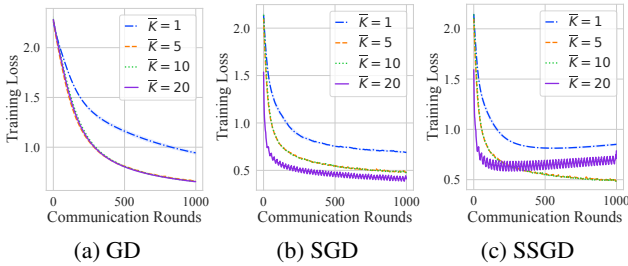 Training Loss
2.0
1.5
1.0
K̅ = 1
K̅ = 5
K̅ = 10
K̅ = 20
0
500
1000
Communication Rounds
(a) GD
Training Loss
2.0
1.5
1.0
0.5
K̅ = 1
K̅ = 5
K̅ = 10
K̅ = 20
0
500
1000
Communication Rounds
(b) SGD
Training Loss
2.0
1.5
1.0
0.5
K̅ = 1
K̅ = 5
K̅ = 10
K̅ = 20
0
500
1000
Communication Rounds
(c) SSGD